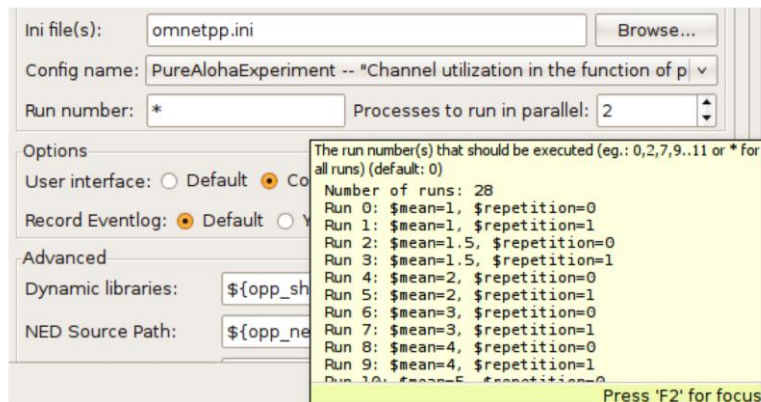 Ini file(s): omnetpp.ini Browse...
Config name: PureAlohaExperiment -- "Channel utilization in the function of p
Run number: * Processes to run in parallel: 2
Options
User interface: Default Co
Record Eventlog: Default Y
Advanced
Dynamic libraries: ${opp_sh
NED Source Path: ${opp_ne
The run number(s) that should be executed (eg.: 0,2,7,9..11 or * for
all runs) (default: 0)
Number of runs: 28
Run 0: $mean=1, $repetition=0
Run 1: $mean=1, $repetition=1
Run 2: $mean=1.5, $repetition=0
Run 3: $mean=1.5, $repetition=1
Run 4: $mean=2, $repetition=0
Run 5: $mean=2, $repetition=1
Run 6: $mean=3, $repetition=0
Run 7: $mean=3, $repetition=1
Run 8: $mean=4, $repetition=0
Run 9: $mean=4, $repetition=1
Run 10: $mean=5, $repetition=0
Press 'F2' for focus